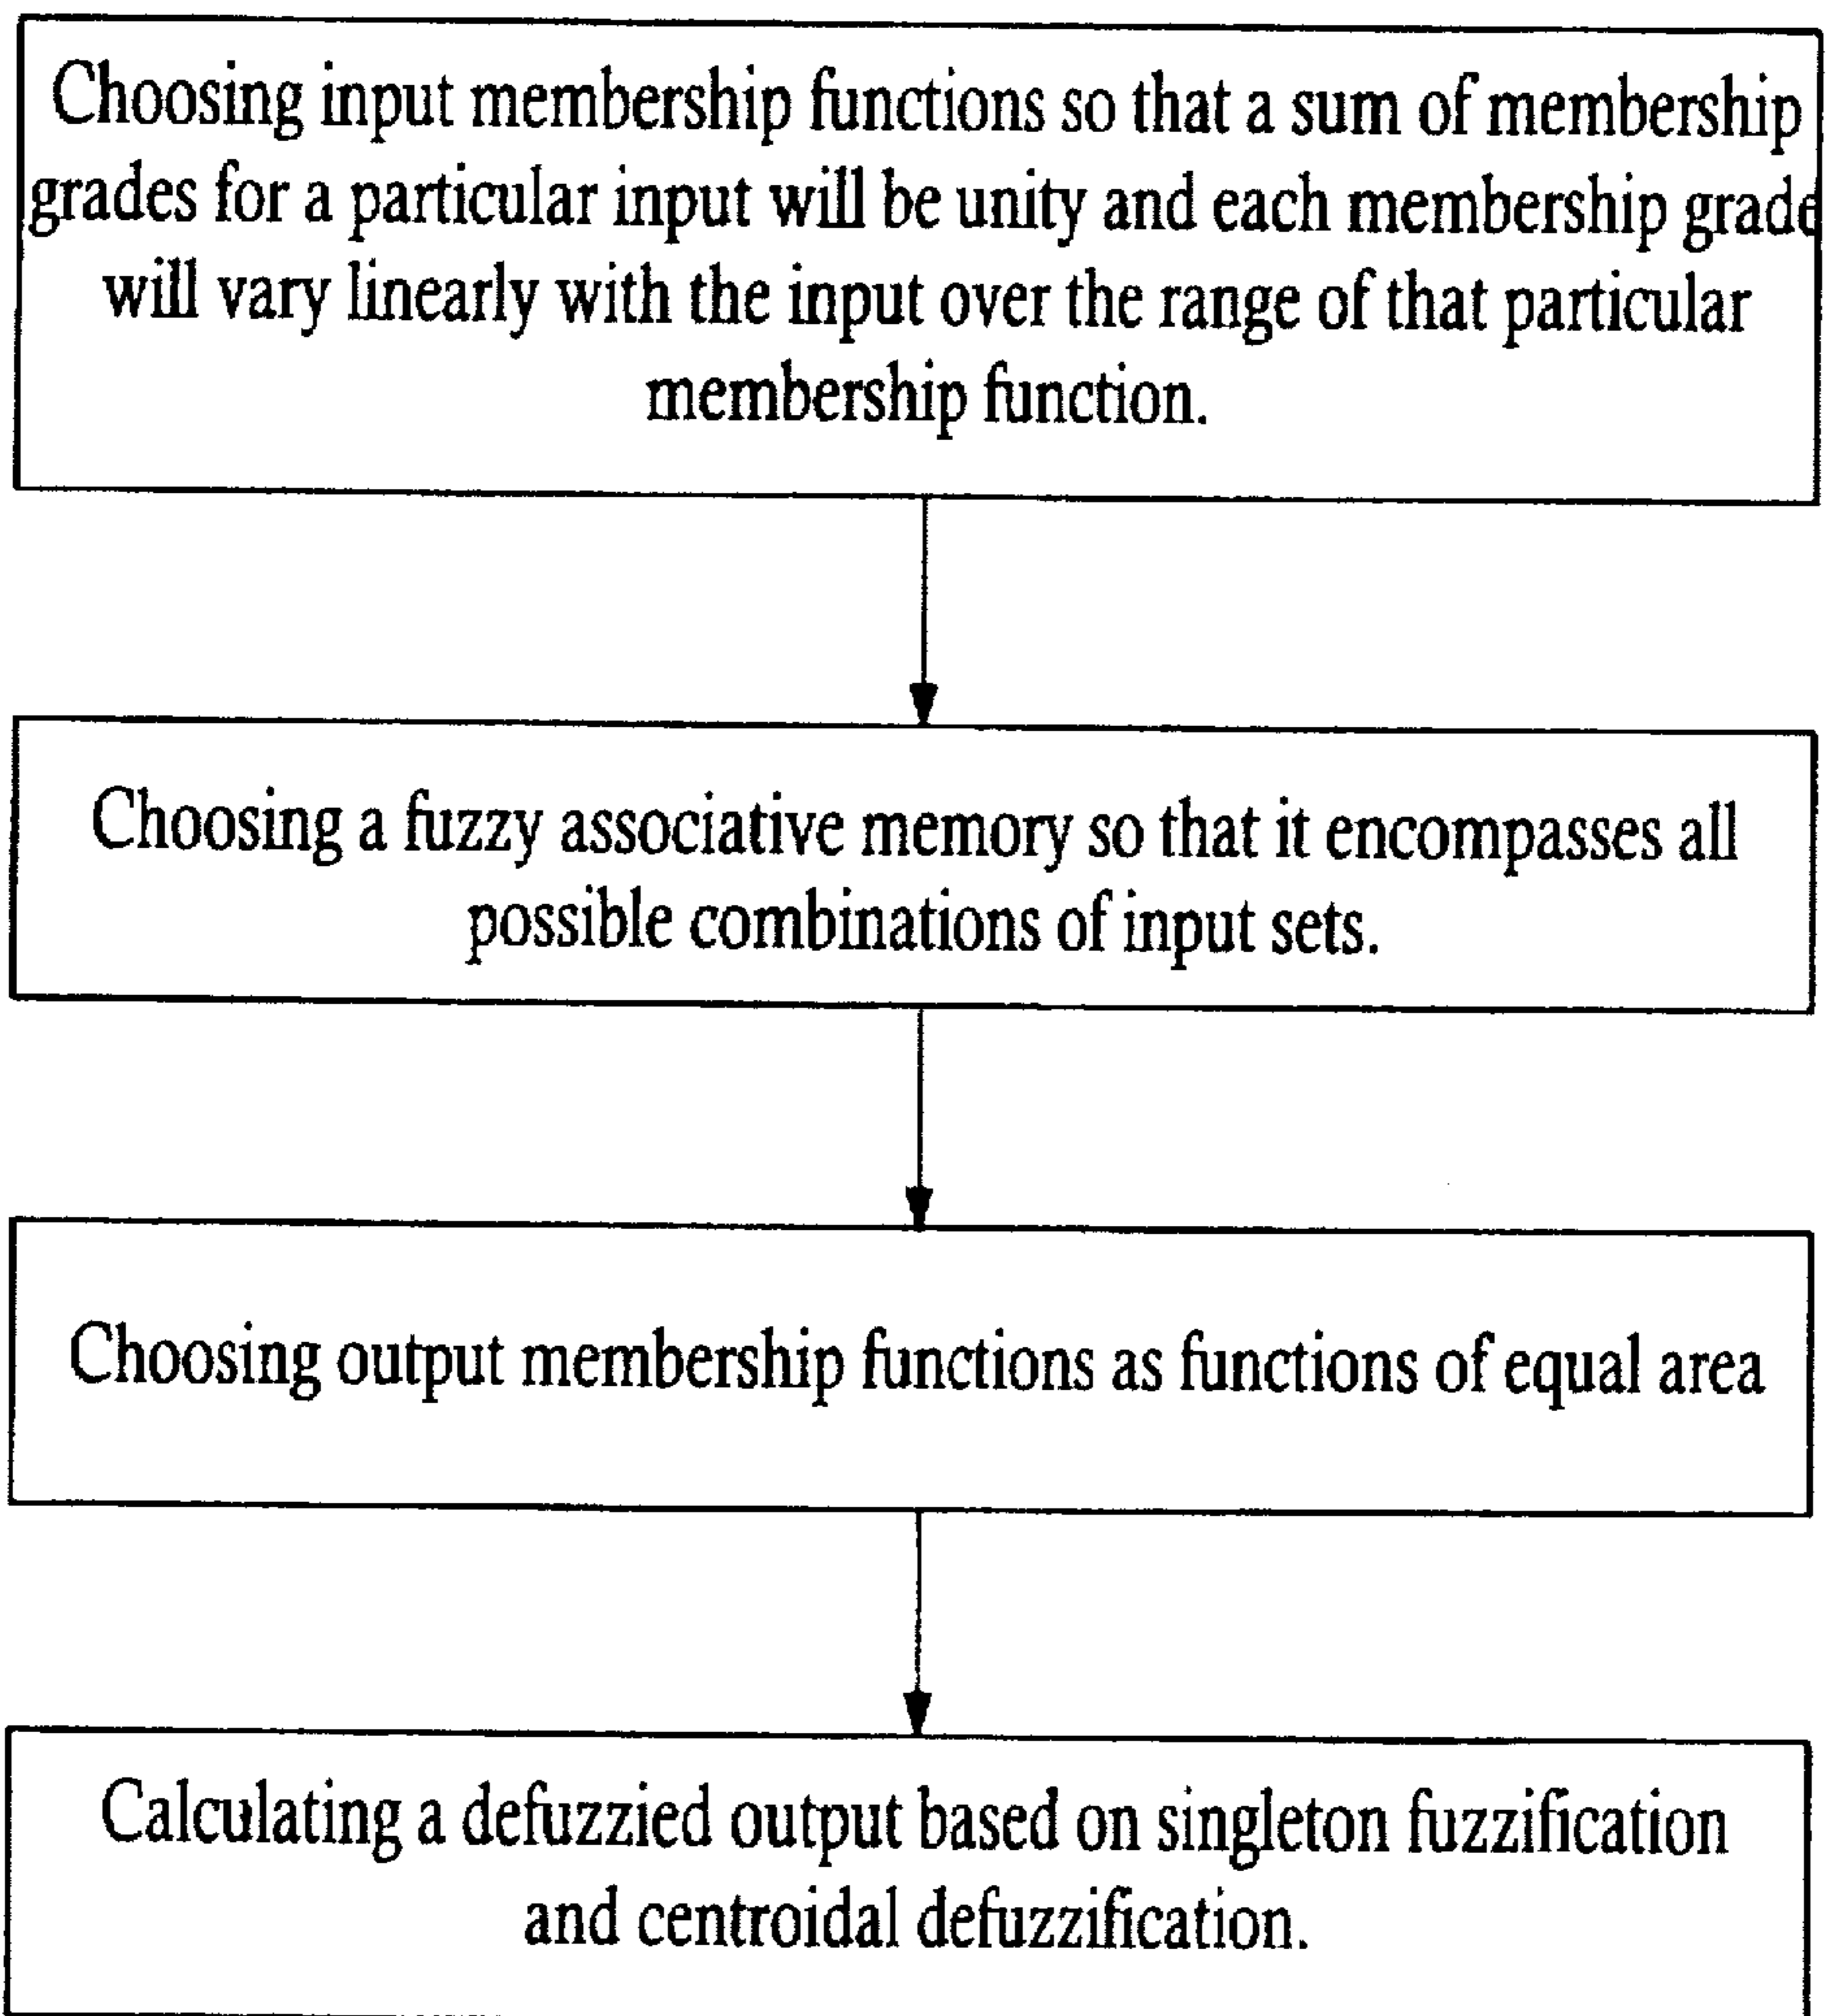 Choosing input membership functions so that a sum of membership
grades for a particular input will be unity and each membership grade
will vary linearly with the input over the range of that particular
membership function.
Choosing a fuzzy associative memory so that it encompasses all
possible combinations of input sets.
Choosing output membership functions as functions of equal area
Calculating a defuzzied output based on singleton fuzzification
and centroidal defuzzification.